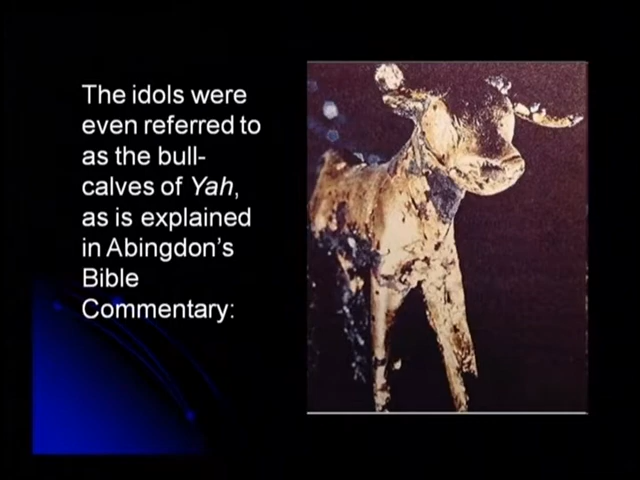 The idols were
even referred to
as the bull-
calves of Yah,
as is explained
in Abingdon's
Bible
Commentary: